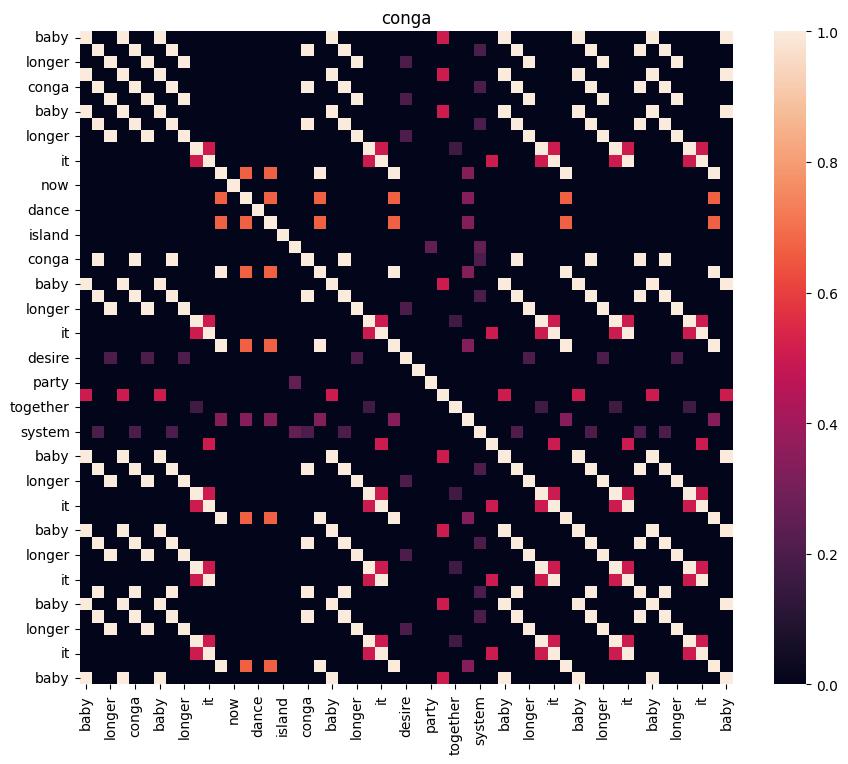 conga
baby
longer
conga
baby
longer
it
now
dance
island
conga
baby
longer
it
desire
party
together
system
baby
longer
it
baby
longer
it
baby
longer
it
baby
baby
longer
conga
baby
longer
it
now
dance
island
conga
baby
longer
it
desire
party
together
system
baby
longer
it
baby
longer
it
baby
longer
it
baby
1.0
0.8
0.6
0.4
0.2
0.0